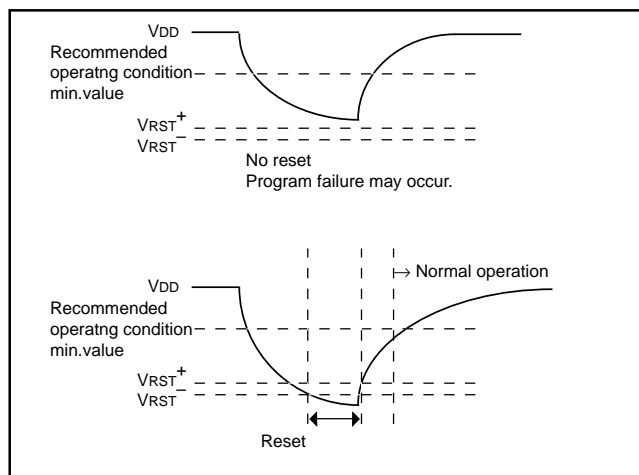 VDD
Recommended
operatng condition
min.value
VRST+
VRST−
No reset
Program failure may occur.
→ Normal operation
VDD
Recommended
operatng condition
min.value
VRST+
VRST−
Reset